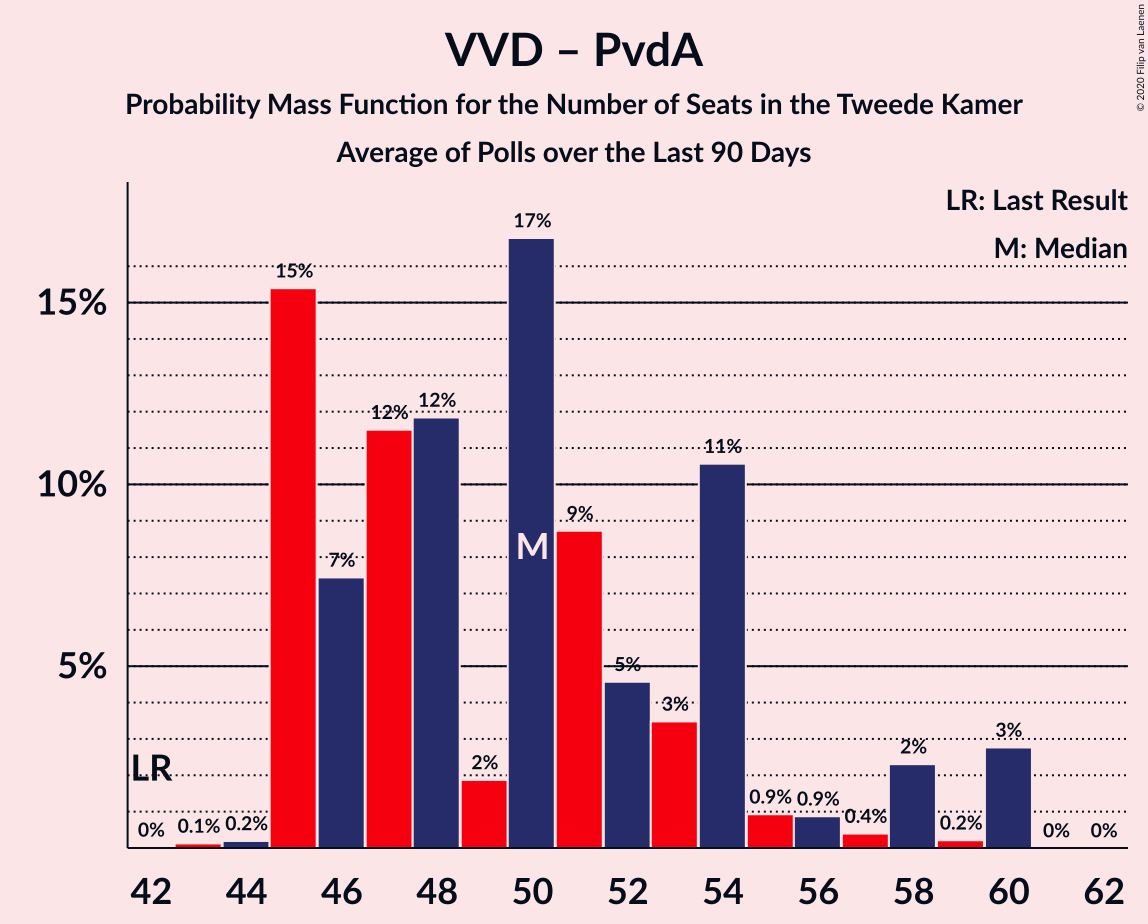 VVD – PvdA
Probability Mass Function for the Number of Seats in the Tweede Kamer
Average of Polls over the Last 90 Days
© 2020 Filip van Laenen
LR: Last Result
M: Median
15%
10%
5%
0%
0.1%
0.2%
15%
7%
12%
12%
2%
17%
9%
5%
3%
11%
0.9%
0.9%
0.4%
2%
0.2%
3%
0%
0%
LR
M
42 44 46 48 50 52 54 56 58 60 62